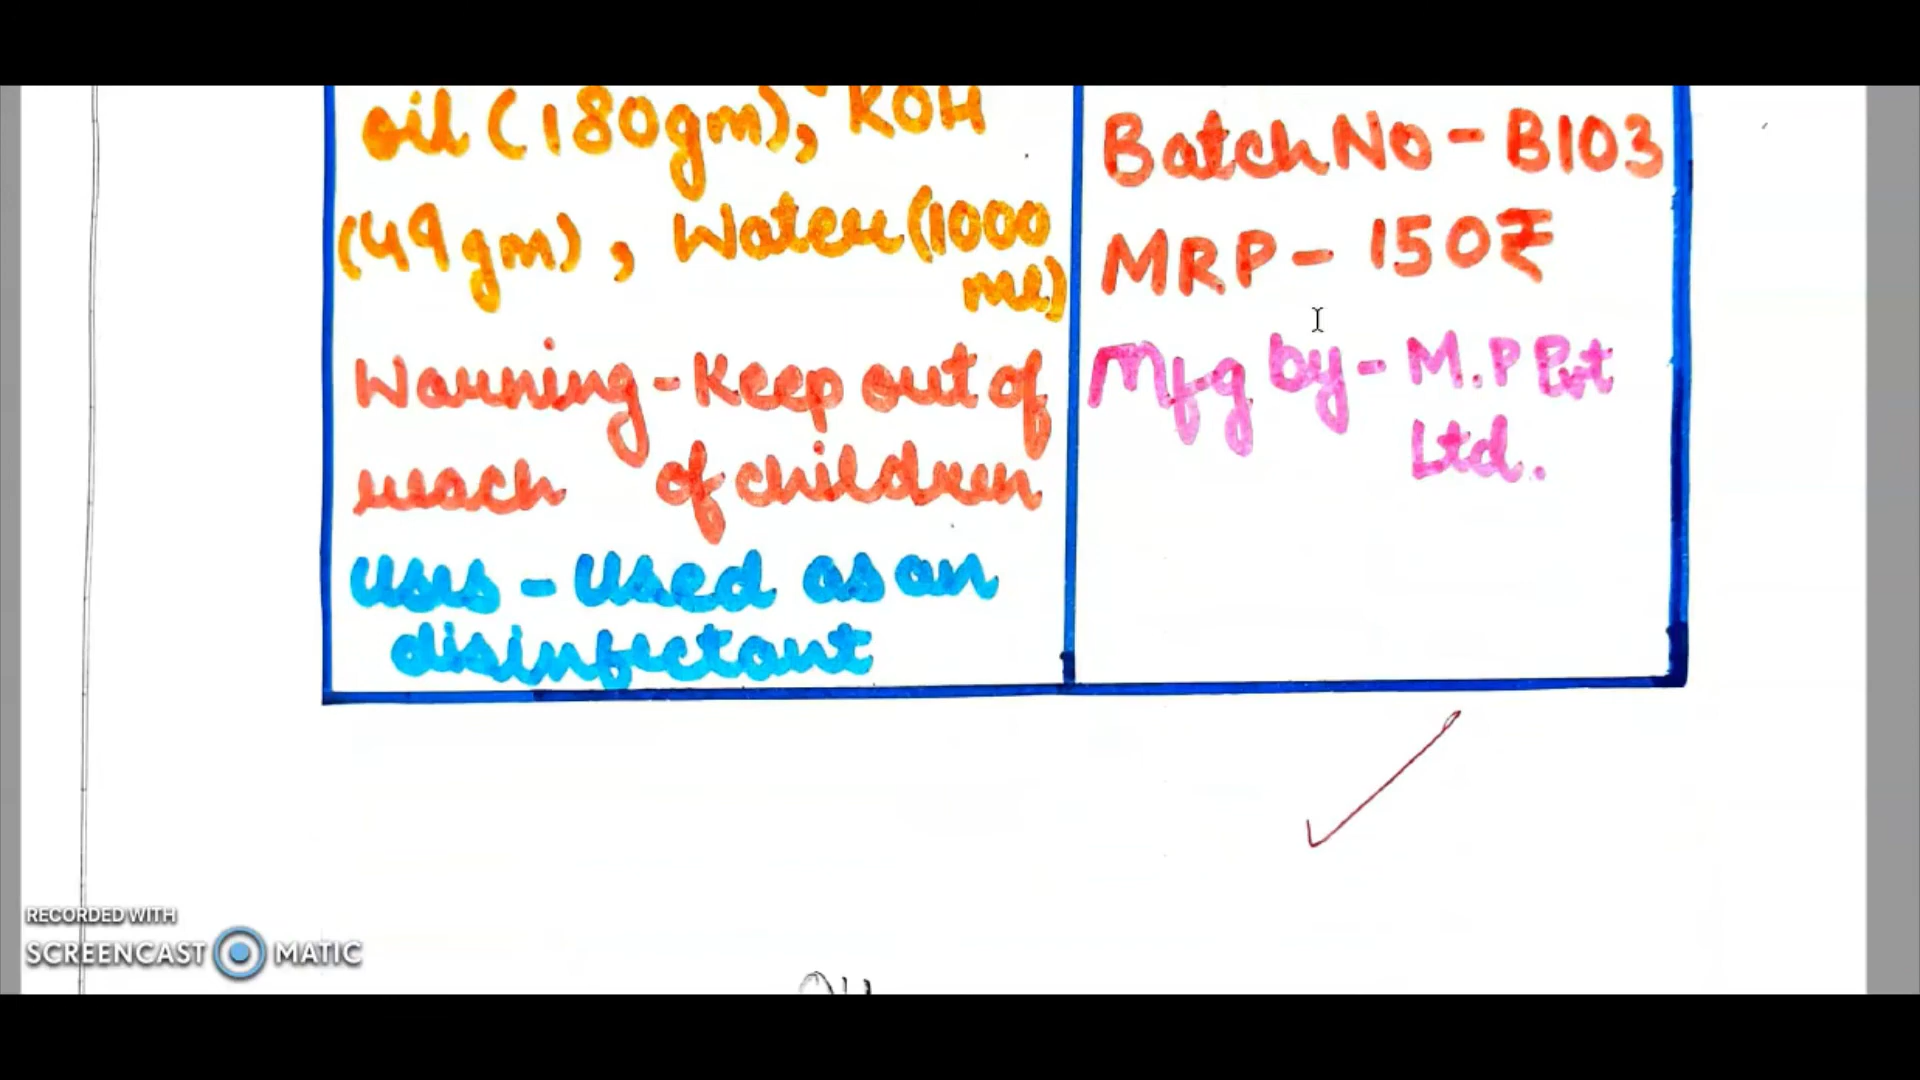 oil (180gm), KOH
(49gm), Water (1000
ml)
Warning - Keep out of
reach of children
Uses - Used as an
disinfectant
Batch No - B103
MRP - 150₹
Mfg by - M.P Pvt
Ltd.
RECORDED WITH
SCREENCAST MATIC